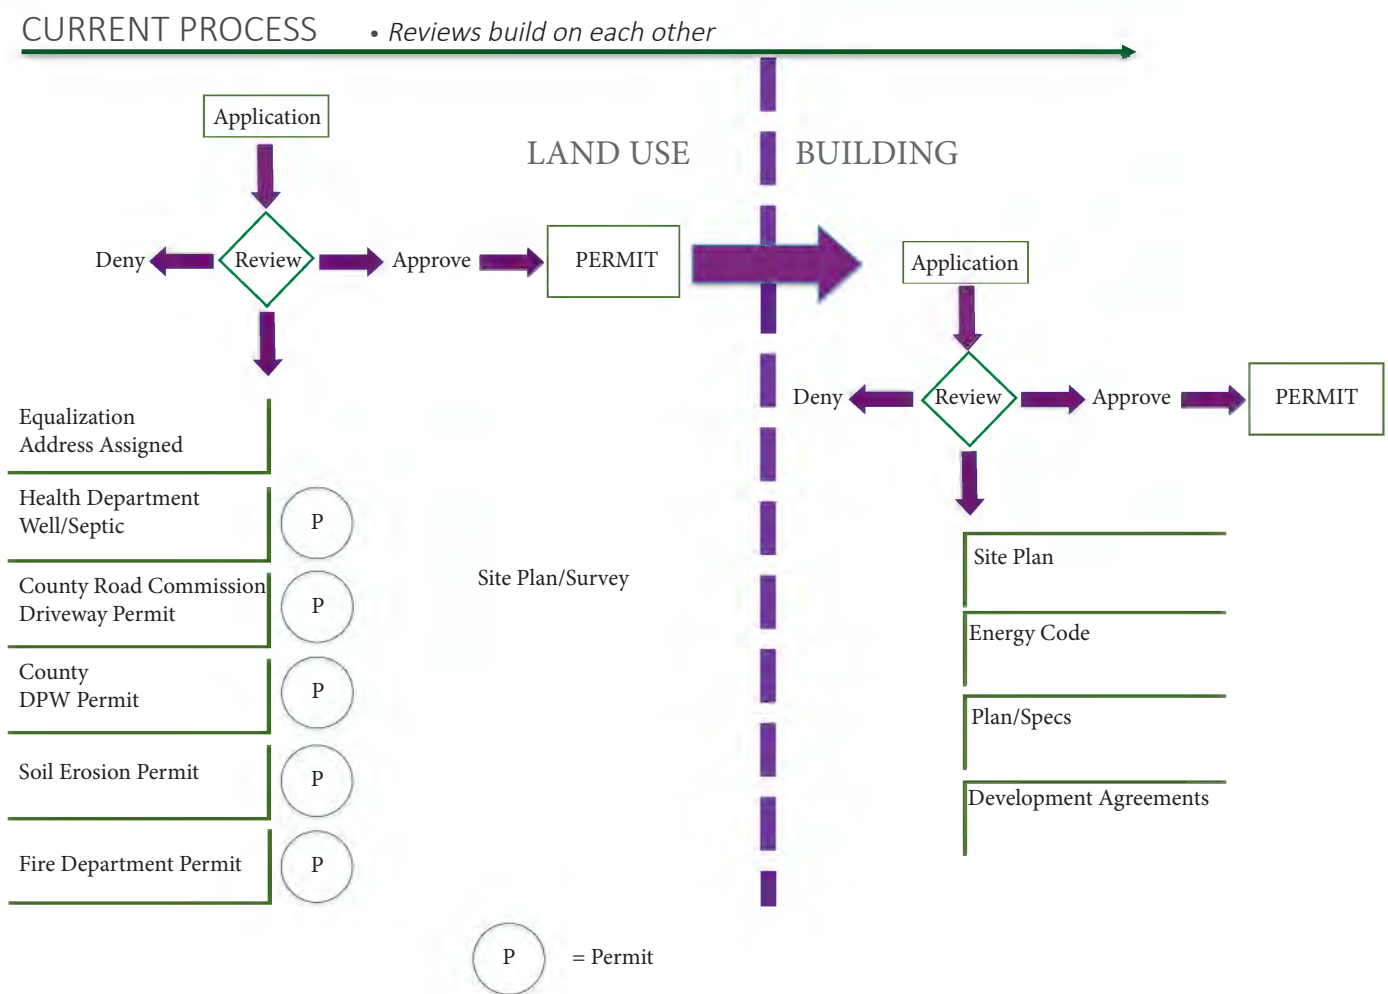 CURRENT PROCESS • Reviews build on each other
Application
LAND USE
BUILDING
Deny
Review
Approve
PERMIT
Application
Deny
Review
Approve
PERMIT
Equalization
Address Assigned
Health Department
Well/Septic
P
County Road Commission
Driveway Permit
P
County
DPW Permit
P
Soil Erosion Permit
P
Fire Department Permit
P
Site Plan/Survey
Site Plan
Energy Code
Plan/Specs
Development Agreements
P = Permit